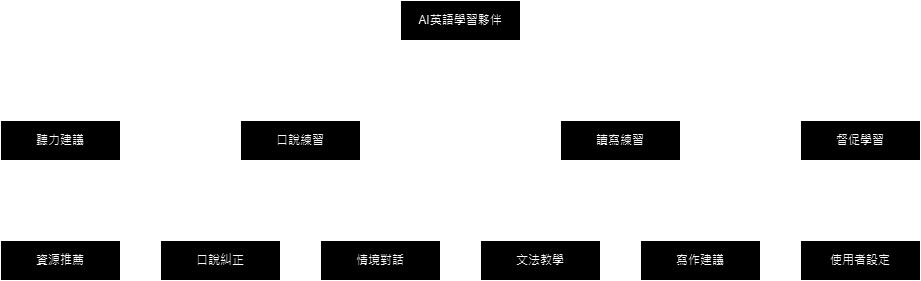 AI英語學習夥伴
聽力建議
口說練習
讀寫練習
督促學習
資源推薦
口說糾正
情境對話
文法教學
寫作建議
使用者設定